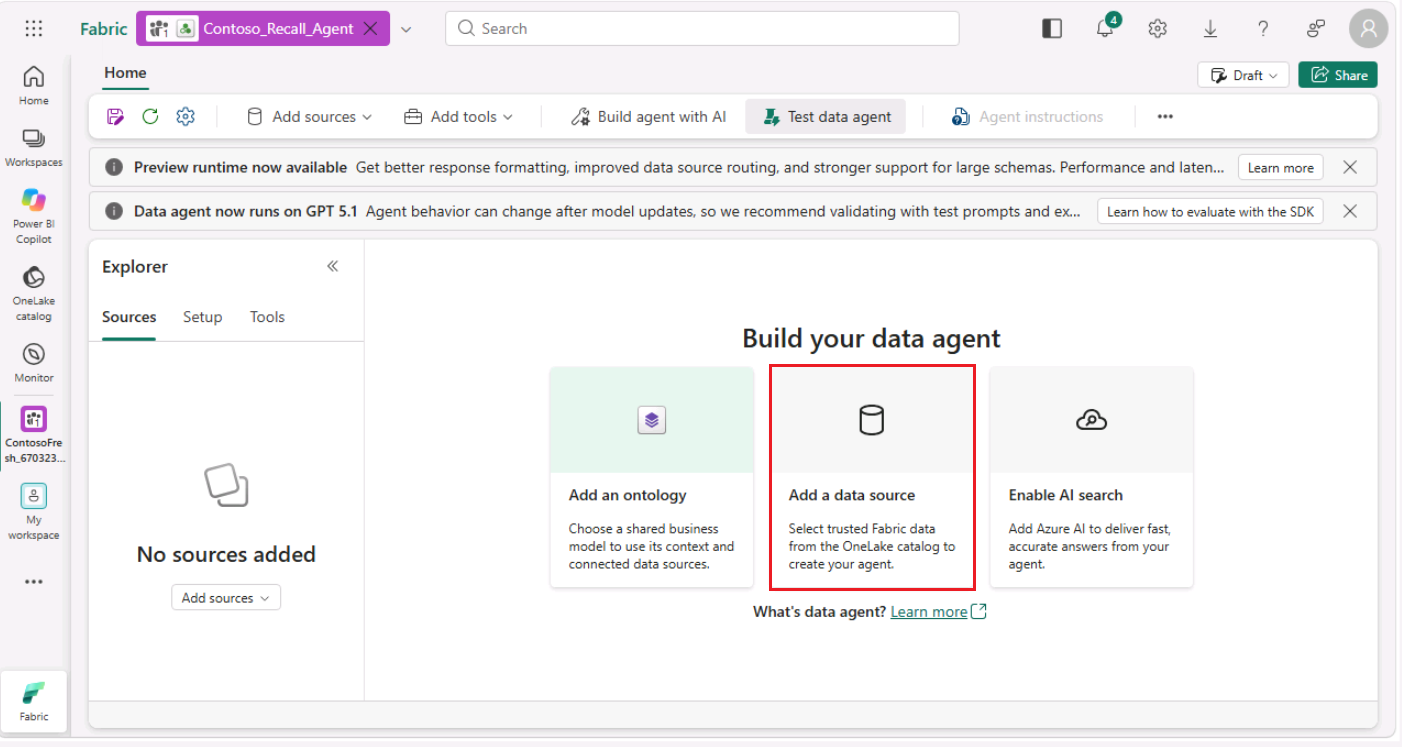 Fabric
Contoso_Recall_Agent
Search
4
Home
Draft
Share
Add sources
Add tools
Build agent with AI
Test data agent
Agent instructions
Preview runtime now available Get better response formatting, improved data source routing, and stronger support for large schemas. Performance and laten...
Learn more
Data agent now runs on GPT 5.1 Agent behavior can change after model updates, so we recommend validating with test prompts and ex...
Learn how to evaluate with the SDK
Home
Workspaces
Power BI
Copilot
OneLake
catalog
Monitor
ContosoFre
sh_670323...
My
workspace
Fabric
Explorer
Sources
Setup
Tools
No sources added
Add sources
Build your data agent
Add an ontology
Choose a shared business
model to use its context and
connected data sources.
Add a data source
Select trusted Fabric data
from the OneLake catalog to
create your agent.
Enable AI search
Add Azure AI to deliver fast,
accurate answers from your
agent.
What's data agent? Learn more